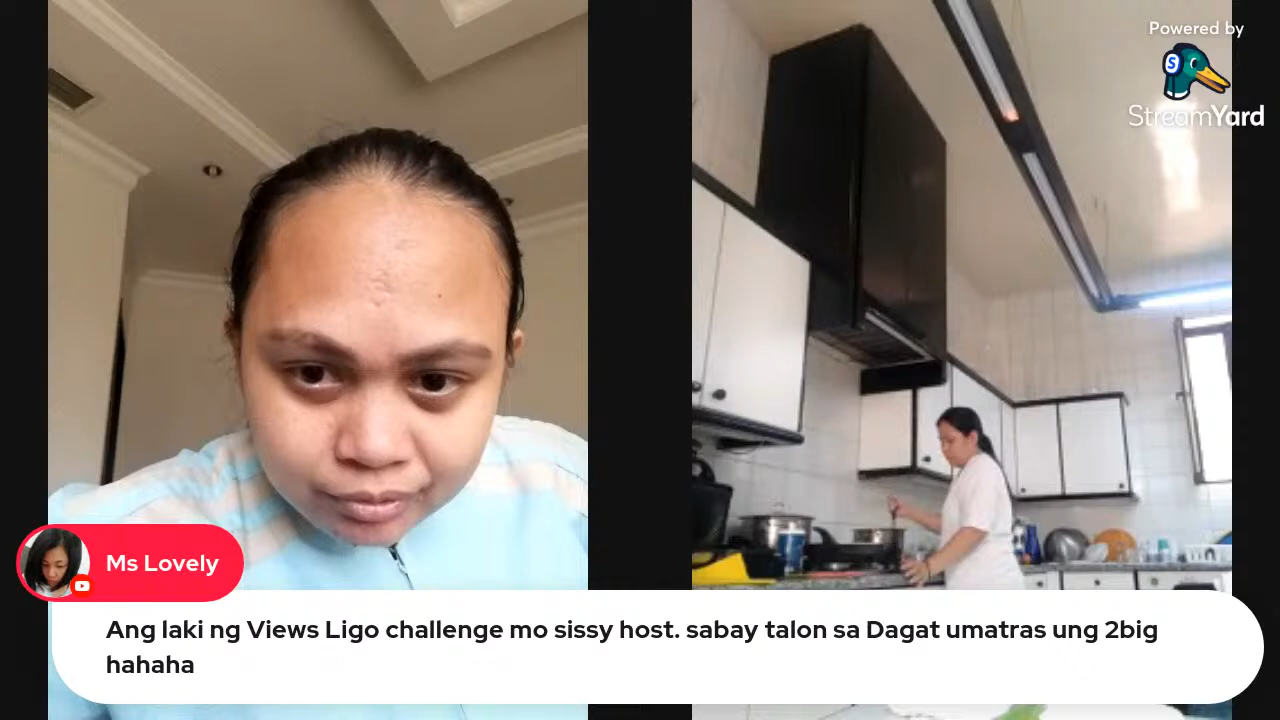 Powered by
S
StreamYard
Ms Lovely
Ang laki ng Views Ligo challenge mo sissy host. sabay talon sa Dagat umatras ung 2big
hahaha